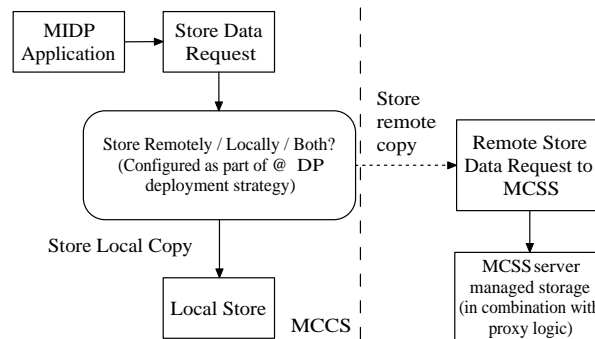 MIDP
Application
Store Data
Request
Store Remotely / Locally / Both?
(Configured as part of @ DP
deployment strategy)
Store
remote
copy
Remote Store
Data Request to
MCSS
Store Local Copy
Local Store
MCCS
MCSS server
managed storage
(in combination with
proxy logic)